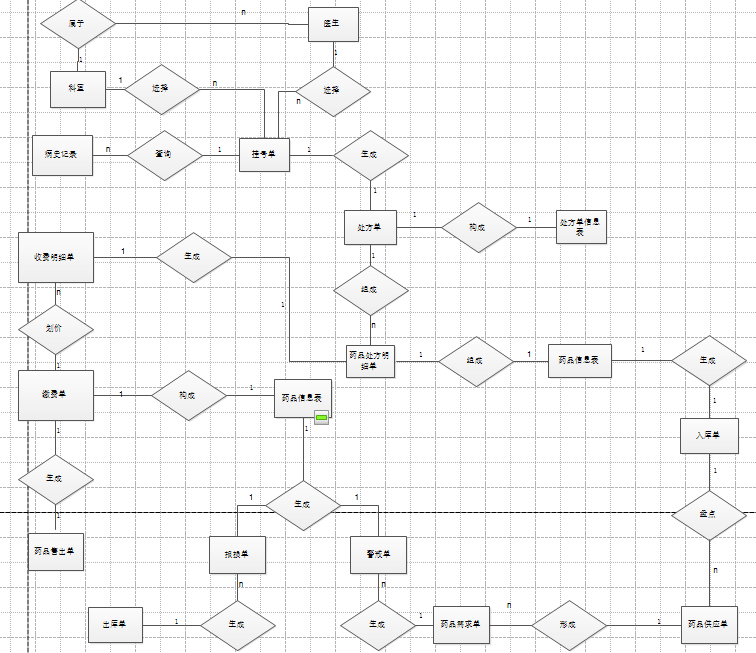 n
属于
医生
1
1
科室
1
选择
n
选择
n
病史记录
n
查询
1
挂号单
1
生成
1
处方单
1
构成
1
处方单信息
表
收费明细单
1
生成
1
组成
n
1
n
划价
1
药品处方明
细单
1
组成
1
药品信息表
1
生成
1
缴费单
1
构成
1
药品信息表
1
入库单
1
1
生成
1
药品售出单
1
生成
1
盘点
n
报损单
警戒单
n
n
出库单
1
生成
生成
1
药品需求单
n
形成
1
药品供应单